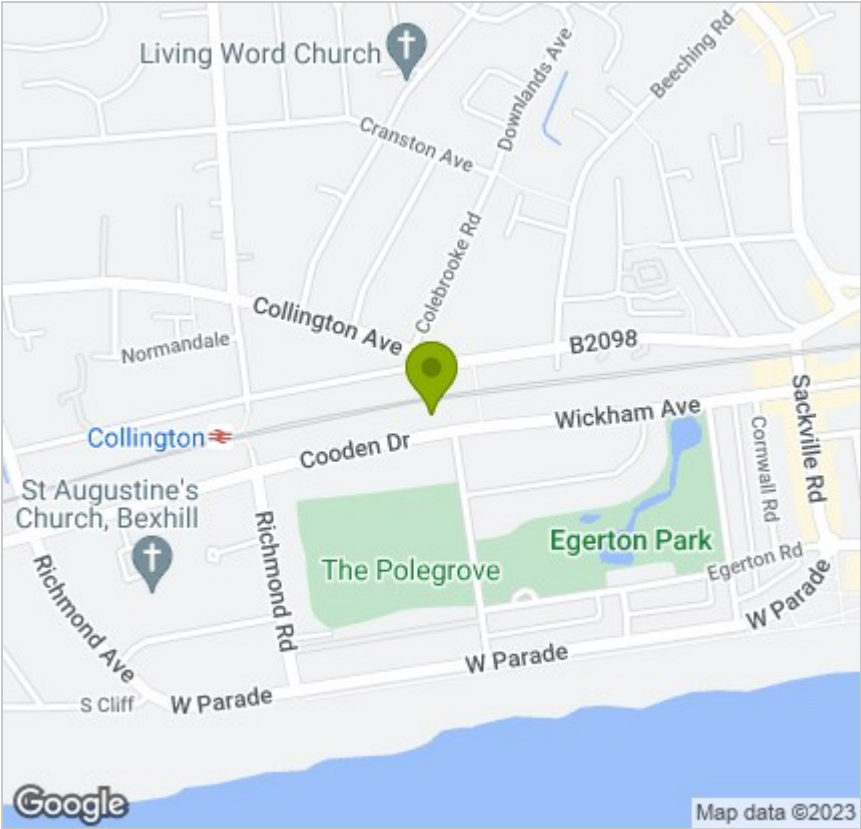 Living Word Church
Beeching Rd
Downlands Ave
Cranston Ave
Colebrooke Rd
Collington Ave
Normandale
B2098
Sackville Rd
Wickham Ave
Collington
Cooden Dr
Cornwall Rd
St Augustine's
Church, Bexhill
Richmond Rd
The Polegrove
Egerton Park
Egerton Rd
Richmond Ave
W Parade
W Parade
W Parade
S Cliff
Google
Map data ©2023